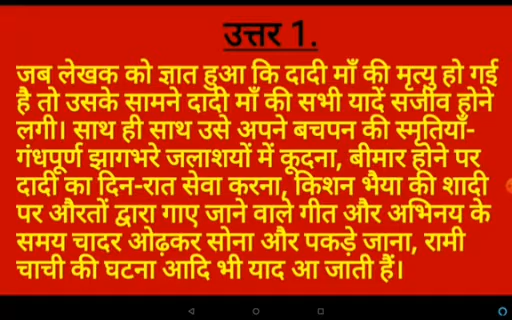 उत्तर 1.
जब लेखक को ज्ञात हुआ कि दादी माँ की मृत्यु हो गई
है तो उसके सामने दादी माँ की सभी यादें सजीव होने
लगी। साथ ही साथ उसे अपने बचपन की स्मृतियाँ-
गंधपूर्ण झागभरे जलाशयों में कूदना, बीमार होने पर
दादी का दिन-रात सेवा करना, किशन भैया की शादी
पर औरतों द्वारा गाए जाने वाले गीत और अभिनय के
समय चादर ओढ़कर सोना और पकड़े जाना, रामी
चाची की घटना आदि भी याद आ जाती हैं।